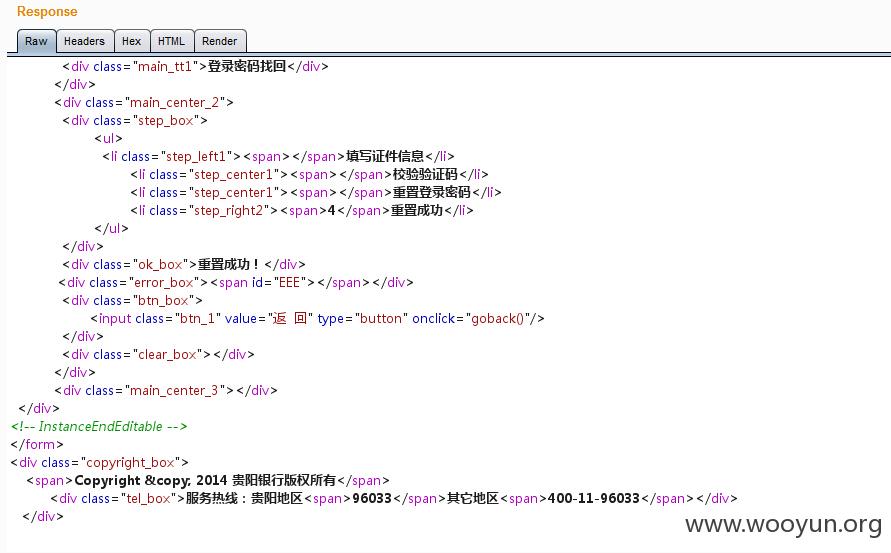 Response
Raw Headers Hex HTML Render
<div class="main_tt1">登录密码找回</div>
</div>
<div class="main_center_2">
<div class="step_box">
<ul>
<li class="step_left1"><span></span>填写证件信息</li>
<li class="step_center1"><span></span>校验验证码</li>
<li class="step_center1"><span></span>重置登录密码</li>
<li class="step_right2"><span>4</span>重置成功</li>
</ul>
</div>
<div class="ok_box">重置成功！</div>
<div class="error_box"><span id="EEE"></span></div>
<div class="btn_box">
<input class="btn_1" value="返  回" type="button" onclick="goback()"/>
</div>
<div class="clear_box"></div>
</div>
<div class="main_center_3"></div>
</div>
<!-- InstanceEndEditable -->
</form>
<div class="copyright_box">
<span>Copyright &copy; 2014 贵阳银行版权所有</span>
<div class="tel_box">服务热线：贵阳地区<span>96033</span>其它地区<span>400-11-96033</span></div>
</div>
www.wooyun.org